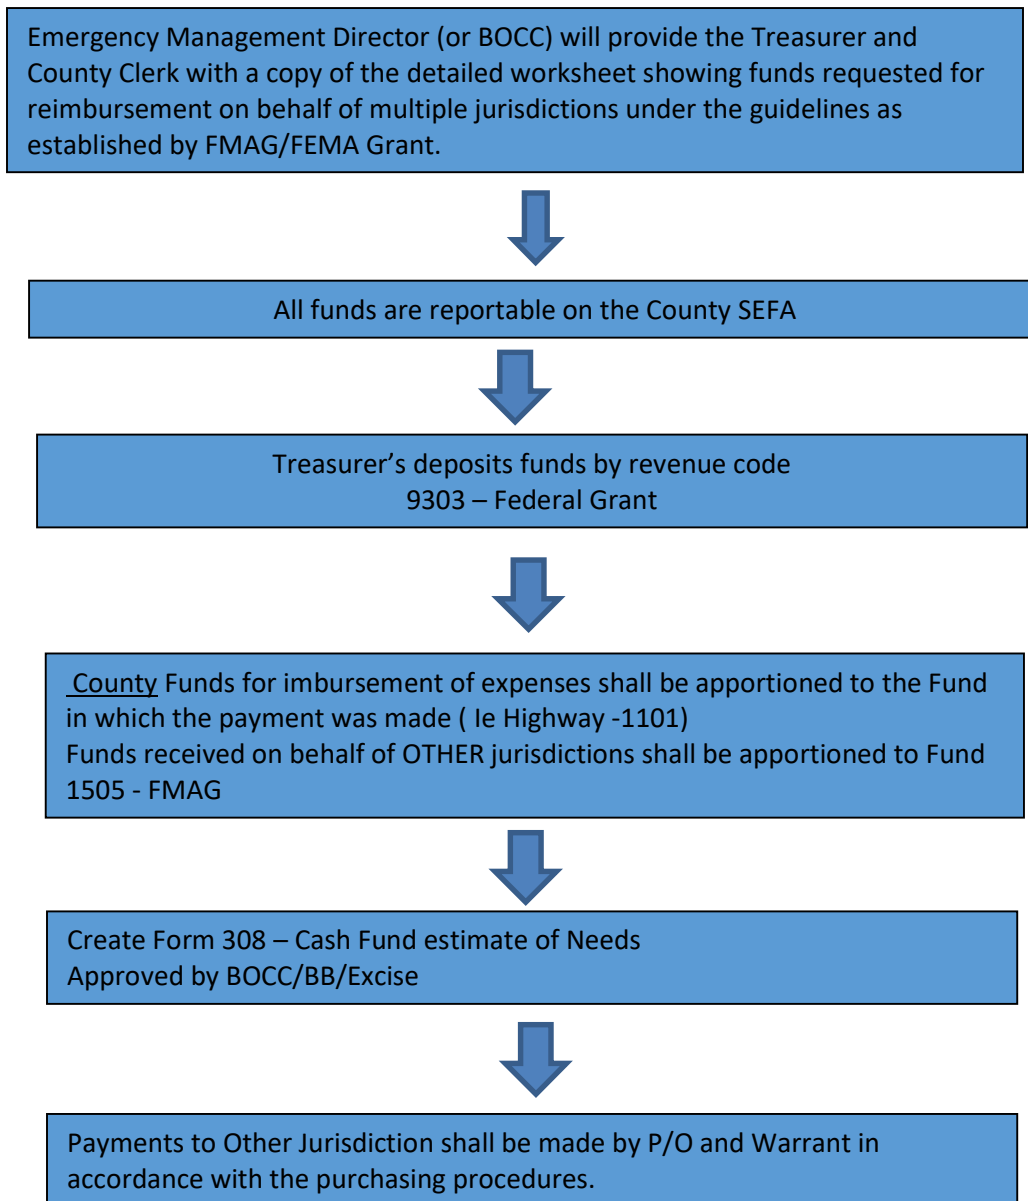 Emergency Management Director (or BOCC) will provide the Treasurer and
County Clerk with a copy of the detailed worksheet showing funds requested for
reimbursement on behalf of multiple jurisdictions under the guidelines as
established by FMAG/FEMA Grant.
All funds are reportable on the County SEFA
Treasurer's deposits funds by revenue code
9303 – Federal Grant
County Funds for imbursement of expenses shall be apportioned to the Fund
in which the payment was made ( Ie Highway -1101)
Funds received on behalf of OTHER jurisdictions shall be apportioned to Fund
1505 - FMAG
Create Form 308 – Cash Fund estimate of Needs
Approved by BOCC/BB/Excise
Payments to Other Jurisdiction shall be made by P/O and Warrant in
accordance with the purchasing procedures.